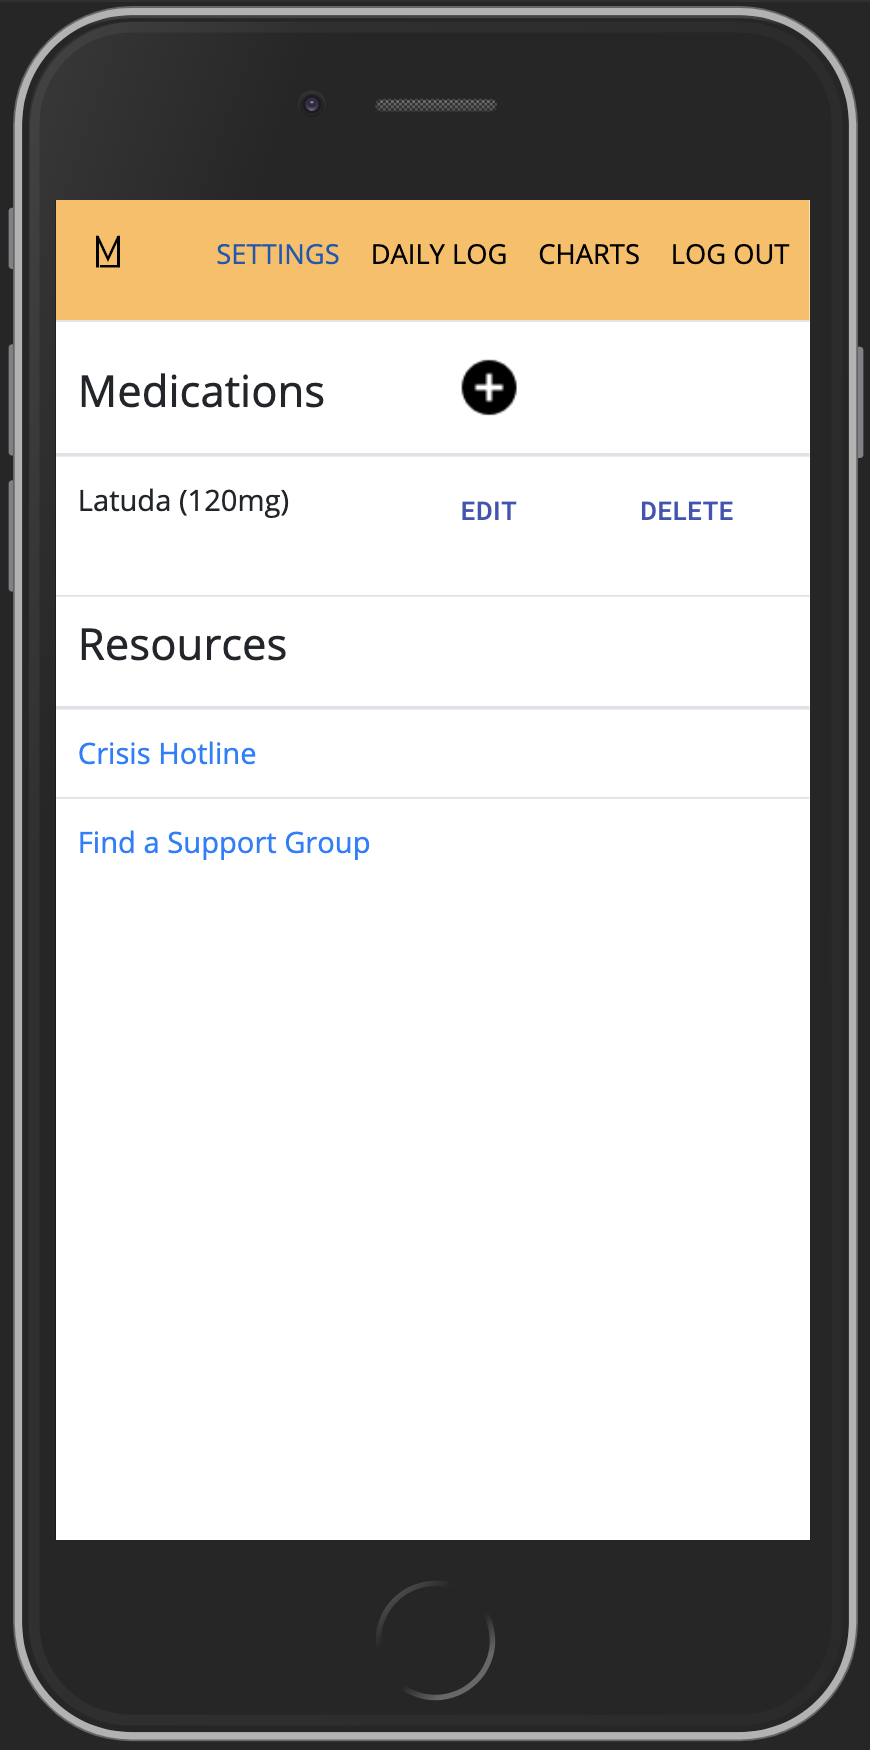 M SETTINGS DAILY LOG CHARTS LOG OUT
Medications
Latuda (120mg) EDIT DELETE
Resources
Crisis Hotline
Find a Support Group